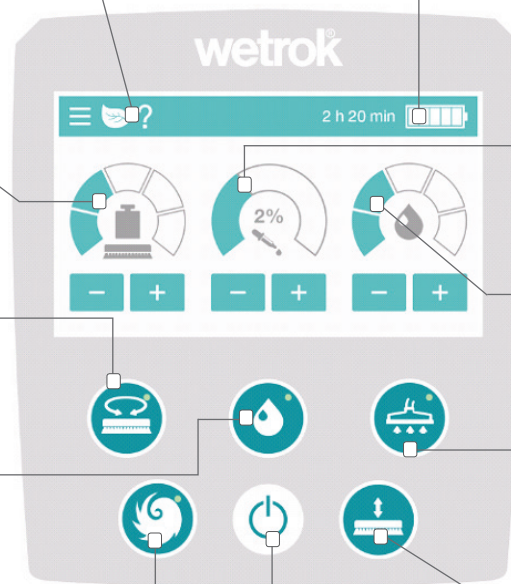 wetrok®
? 2 h 20 min
2%
− + − + − +